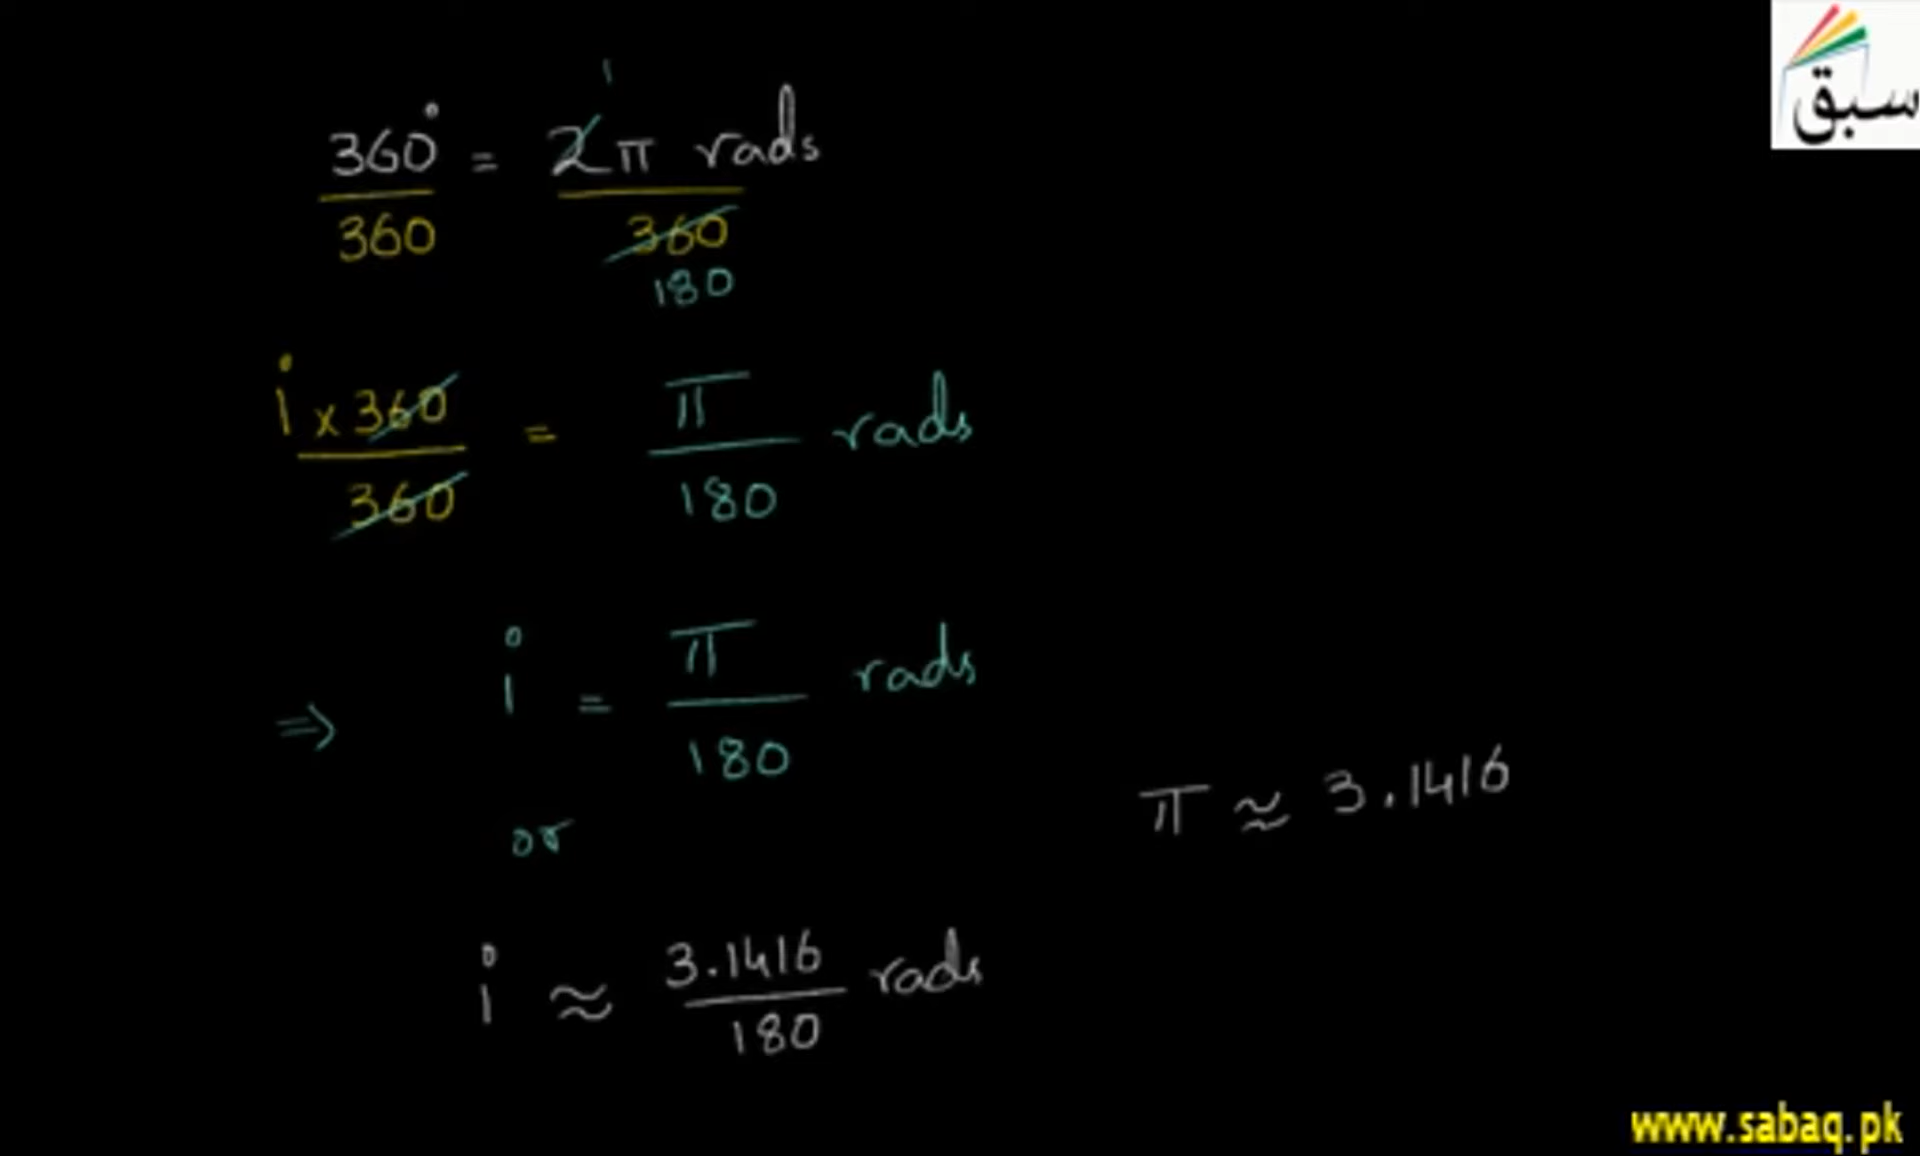 سبق
1
360° = 2π rads
360 360
180
1° x 360 = π rads
360 180
⇒ 1° = π rads
180
or
π ≈ 3.1416
1° ≈ 3.1416 rads
180
www.sabaq.pk